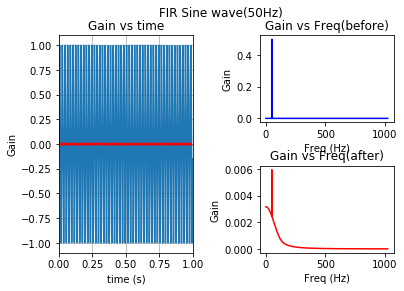 FIR Sine wave(50Hz)
Gain vs time
1.00
0.75
0.50
0.25
0.00
−0.25
−0.50
−0.75
−1.00
Gain
0.00 0.25 0.50 0.75 1.00
time (s)
Gain vs Freq(before)
0.4
0.2
0.0
Gain
0 500 1000
Freq (Hz)
Gain vs Freq(after)
0.006
0.004
0.002
0.000
Gain
0 500 1000
Freq (Hz)